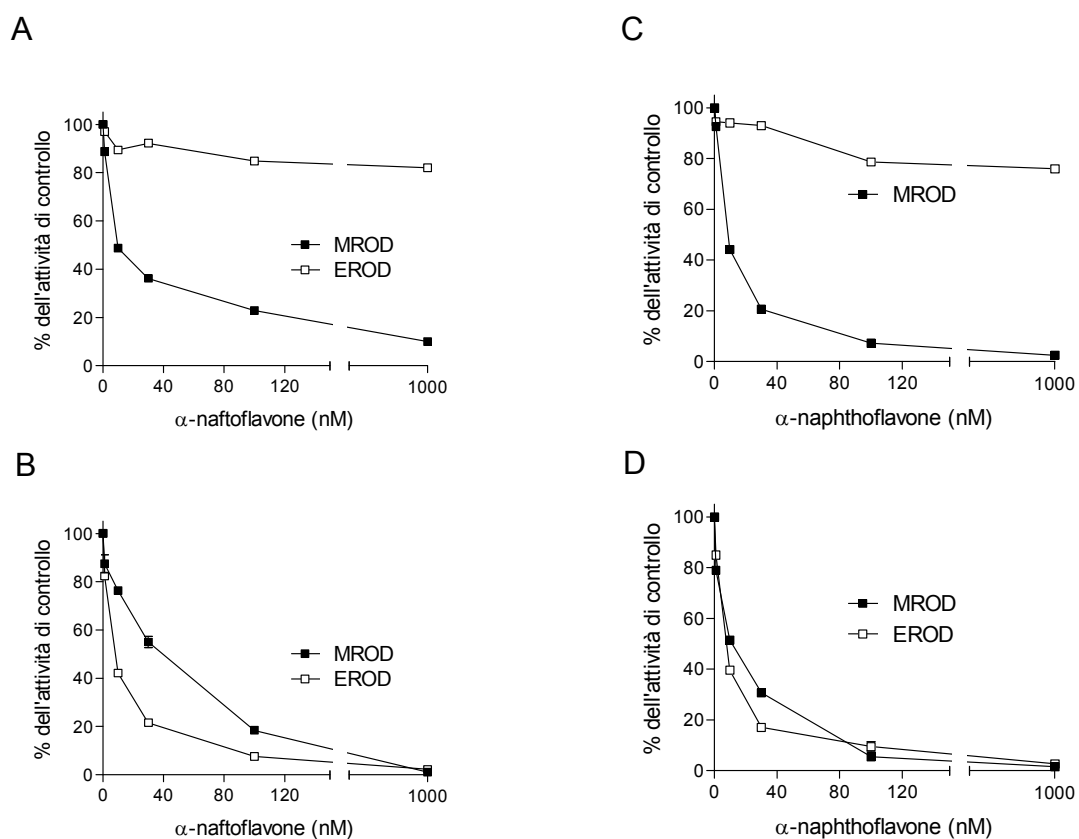 A
% dell'attività di controllo
100
80
60
40
20
0
MROD
EROD
0 40 80 120 1000
α-naftoflavone (nM)
C
% dell'attività di controllo
100
80
60
40
20
0
MROD
0 40 80 120 1000
α-naphthoflavone (nM)
B
% dell'attività di controllo
100
80
60
40
20
0
MROD
EROD
0 40 80 120 1000
α-naftoflavone (nM)
D
% dell'attività di controllo
100
80
60
40
20
0
MROD
EROD
0 40 80 120 1000
α-naphthoflavone (nM)